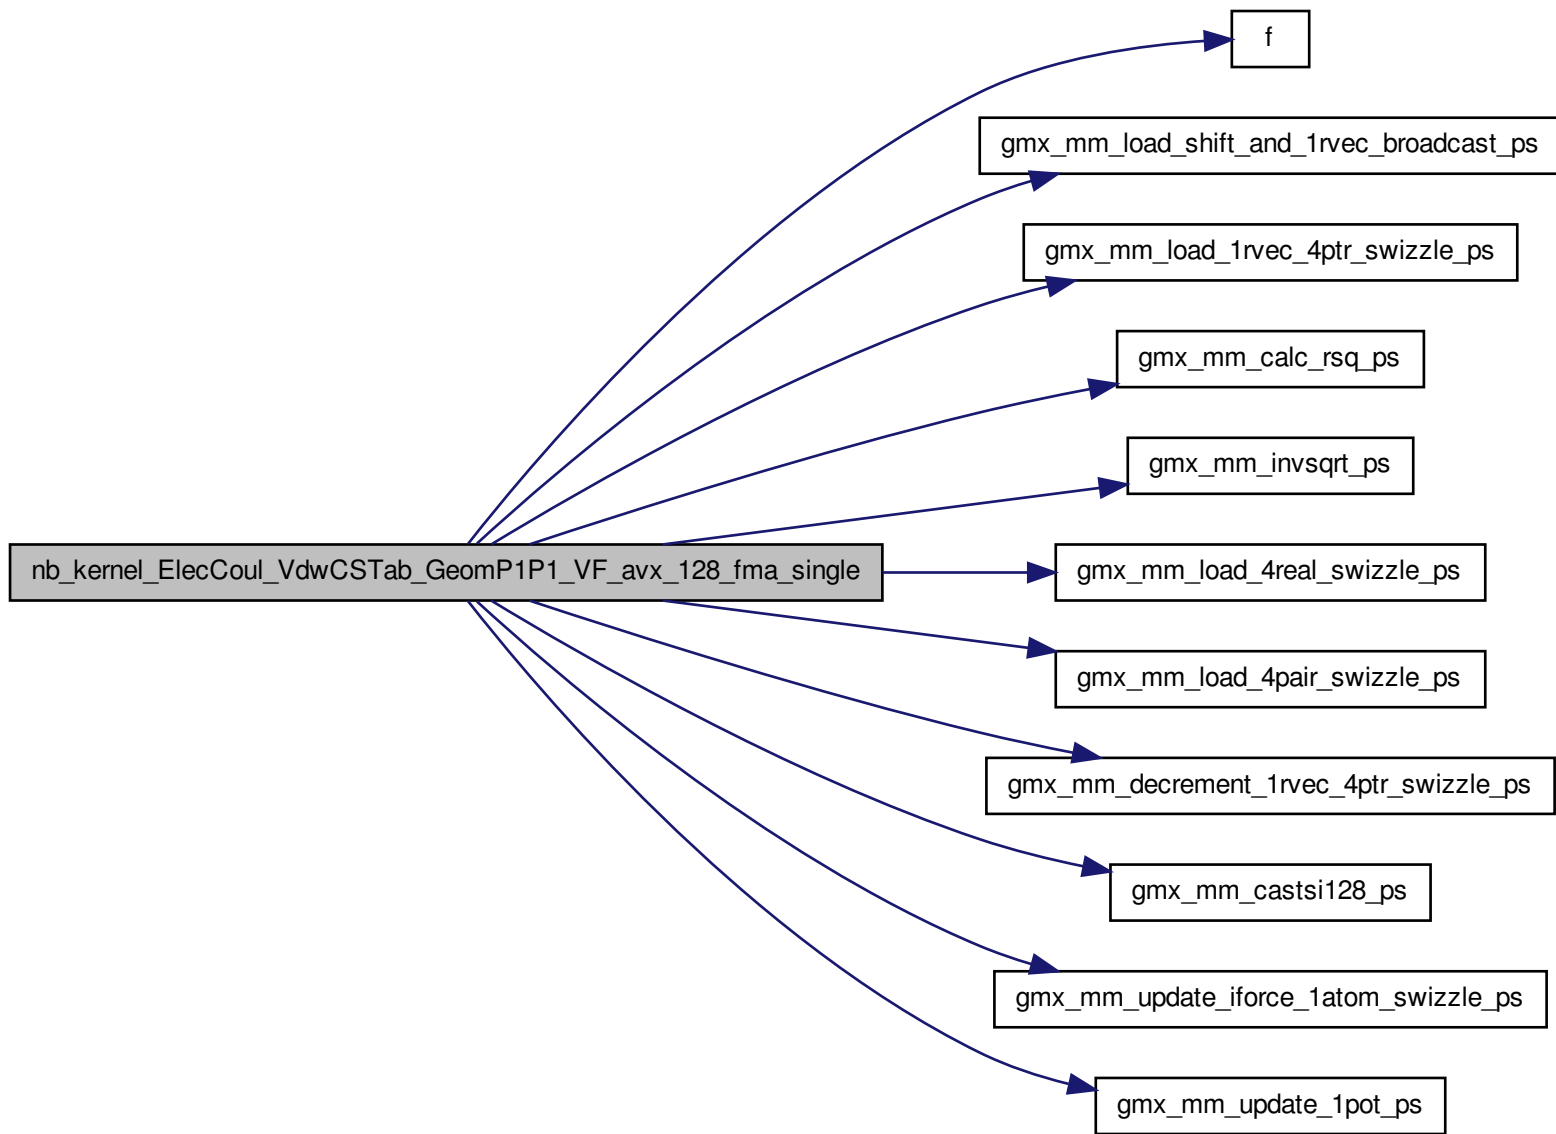 f
gmx_mm_load_shift_and_1rvec_broadcast_ps
gmx_mm_load_1rvec_4ptr_swizzle_ps
gmx_mm_calc_rsq_ps
gmx_mm_invsqrt_ps
nb_kernel_ElecCoul_VdwCSTab_GeomP1P1_VF_avx_128_fma_single
gmx_mm_load_4real_swizzle_ps
gmx_mm_load_4pair_swizzle_ps
gmx_mm_decrement_1rvec_4ptr_swizzle_ps
gmx_mm_castsi128_ps
gmx_mm_update_iforce_1atom_swizzle_ps
gmx_mm_update_1pot_ps